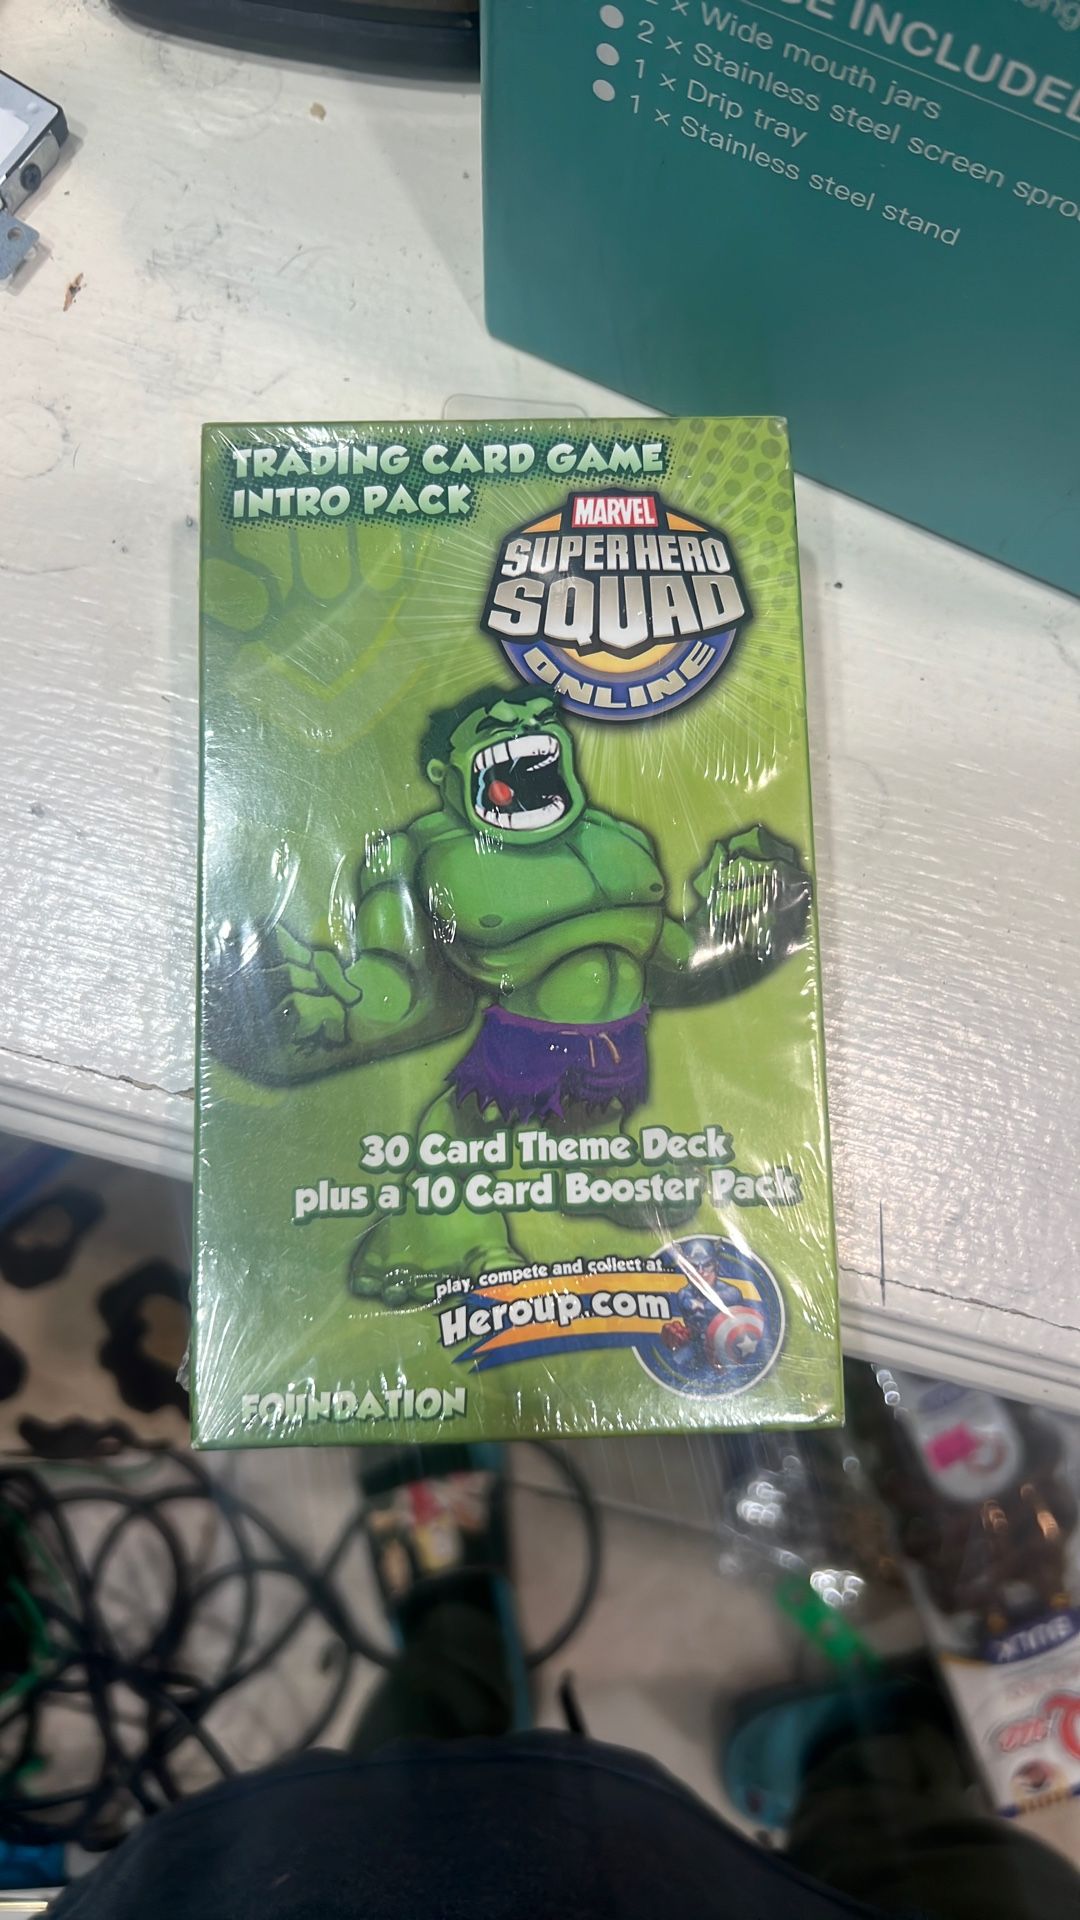 E INCLUDED
x Wide mouth jars
2 x Stainless steel screen
1 x Drip tray
1 x Stainless steel stand
TRADING CARD GAME
INTRO PACK
MARVEL
SUPER HERO
SQUAD
ONLINE
30 Card Theme Deck
plus a 10 Card Booster Pack
play, compete and collect at...
Heroup.com
FOUNDATION